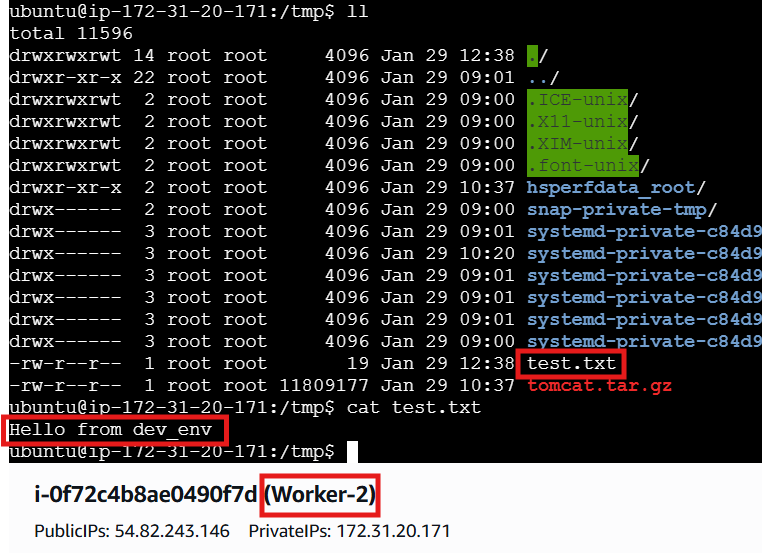 ubuntu@ip-172-31-20-171:/tmp$ ll
total 11596
drwxrwxrwt 14 root root     4096 Jan 29 12:38 ./
drwxr-xr-x 22 root root     4096 Jan 29 09:01 ../
drwxrwxrwt  2 root root     4096 Jan 29 09:00 .ICE-unix/
drwxrwxrwt  2 root root     4096 Jan 29 09:00 .X11-unix/
drwxrwxrwt  2 root root     4096 Jan 29 09:00 .XIM-unix/
drwxrwxrwt  2 root root     4096 Jan 29 09:00 .font-unix/
drwxr-xr-x  2 root root     4096 Jan 29 10:37 hsperfdata_root/
drwx------  2 root root     4096 Jan 29 09:00 snap-private-tmp/
drwx------  3 root root     4096 Jan 29 09:01 systemd-private-c84d9
drwx------  3 root root     4096 Jan 29 10:20 systemd-private-c84d9
drwx------  3 root root     4096 Jan 29 09:01 systemd-private-c84d9
drwx------  3 root root     4096 Jan 29 09:01 systemd-private-c84d9
drwx------  3 root root     4096 Jan 29 09:01 systemd-private-c84d9
drwx------  3 root root     4096 Jan 29 09:00 systemd-private-c84d9
-rw-r--r--  1 root root       19 Jan 29 12:38 test.txt
-rw-r--r--  1 root root 11809177 Jan 29 10:37 tomcat.tar.gz
ubuntu@ip-172-31-20-171:/tmp$ cat test.txt
Hello from dev_env
ubuntu@ip-172-31-20-171:/tmp$
i-0f72c4b8ae0490f7d (Worker-2)
PublicIPs: 54.82.243.146 PrivateIPs: 172.31.20.171